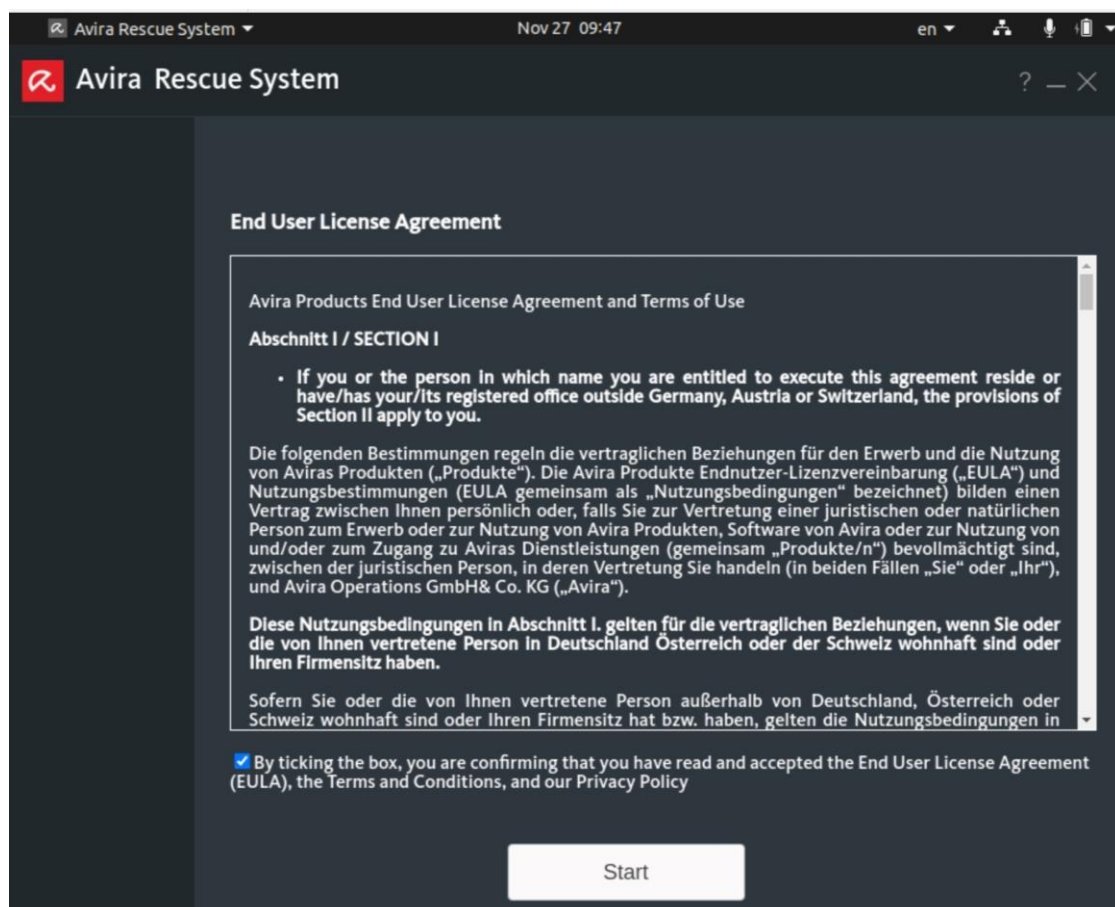 Avira Rescue System
Nov 27 09:47
en
Avira Rescue System
? – ×
End User License Agreement
Avira Products End User License Agreement and Terms of Use
Abschnitt I / SECTION I
• If you or the person in which name you are entitled to execute this agreement reside or
have/has your/its registered office outside Germany, Austria or Switzerland, the provisions of
Section II apply to you.
Die folgenden Bestimmungen regeln die vertraglichen Beziehungen für den Erwerb und die Nutzung
von Aviras Produkten („Produkte“). Die Avira Produkte Endnutzer-Lizenzvereinbarung („EULA“) und
Nutzungsbestimmungen (EULA gemeinsam als „Nutzungsbedingungen“ bezeichnet) bilden einen
Vertrag zwischen Ihnen persönlich oder, falls Sie zur Vertretung einer juristischen oder natürlichen
Person zum Erwerb oder zur Nutzung von Avira Produkten, Software von Avira oder zur Nutzung von
und/oder zum Zugang zu Aviras Dienstleistungen (gemeinsam „Produkte/n“) bevollmächtigt sind,
zwischen der juristischen Person, in deren Vertretung Sie handeln (in beiden Fällen „Sie“ oder „Ihr“),
und Avira Operations GmbH& Co. KG („Avira“).
Diese Nutzungsbedingungen in Abschnitt I. gelten für die vertraglichen Beziehungen, wenn Sie oder
die von Ihnen vertretene Person in Deutschland Österreich oder der Schweiz wohnhaft sind oder
Ihren Firmensitz haben.
Sofern Sie oder die von Ihnen vertretene Person außerhalb von Deutschland, Österreich oder
Schweiz wohnhaft sind oder Ihren Firmensitz hat bzw. haben, gelten die Nutzungsbedingungen in
By ticking the box, you are confirming that you have read and accepted the End User License Agreement
(EULA), the Terms and Conditions, and our Privacy Policy
Start